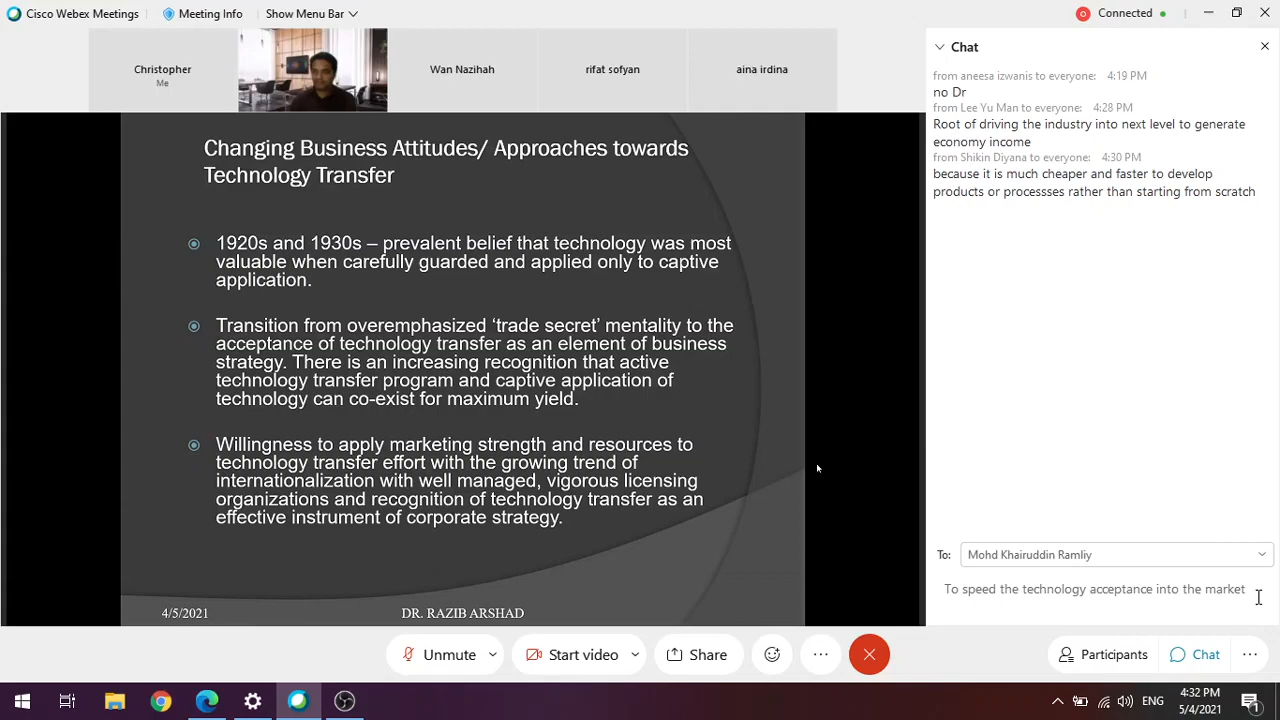 Cisco Webex Meetings
Meeting Info
Show Menu Bar
Connected
Christopher
Me
Wan Nazihah
rifat sofyan
aina irdina
Changing Business Attitudes/ Approaches towards
Technology Transfer
1920s and 1930s – prevalent belief that technology was most
valuable when carefully guarded and applied only to captive
application.
Transition from overemphasized ‘trade secret’ mentality to the
acceptance of technology transfer as an element of business
strategy. There is an increasing recognition that active
technology transfer program and captive application of
technology can co-exist for maximum yield.
Willingness to apply marketing strength and resources to
technology transfer effort with the growing trend of
internationalization with well managed, vigorous licensing
organizations and recognition of technology transfer as an
effective instrument of corporate strategy.
4/5/2021
DR. RAZIB ARSHAD
Chat
from aneesa izwanis to everyone: 4:19 PM
no Dr
from Lee Yu Man to everyone: 4:28 PM
Root of driving the industry into next level to generate
economy income
from Shikin Diyana to everyone: 4:30 PM
because it is much cheaper and faster to develop
products or processses rather than starting from scratch
To: Mohd Khairuddin Ramliy
To speed the technology acceptance into the market
Unmute
Start video
Share
Participants
Chat
ENG
4:32 PM
5/4/2021
1